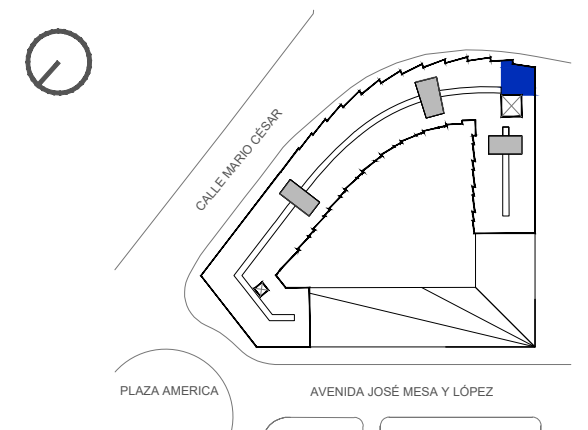 CALLE MARIO CÉSAR
PLAZA AMERICA
AVENIDA JOSÉ MESA Y LÓPEZ